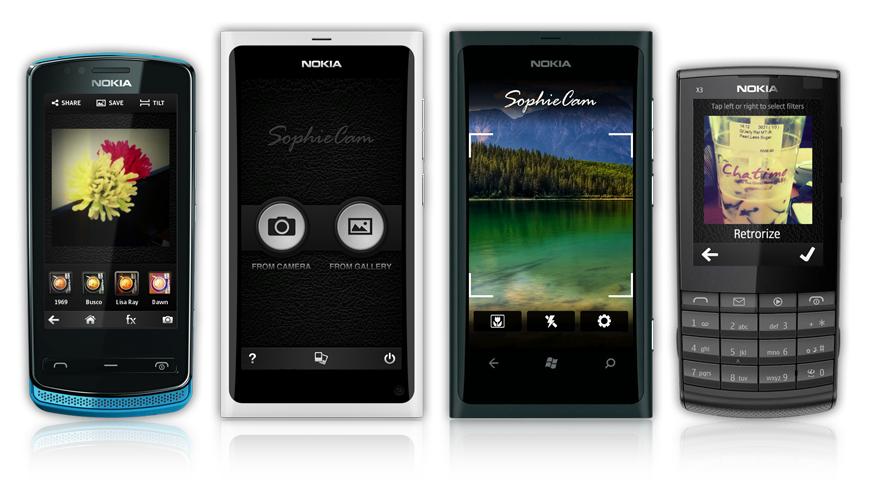 NOKIA
SHARE SAVE TILT
1969 Busco Lisa Ray Dawn
fx
NOKIA
SophieCam
FROM CAMERA FROM GALLERY
?
NOKIA
SophieCam
X3 NOKIA
Tap left or right to select filters
Chatime
Retrorize
1 2 abc def 3 + *
4 ghi 5 jkl mno 6 #
7 pqrs 8 tuv wxyz 9 0